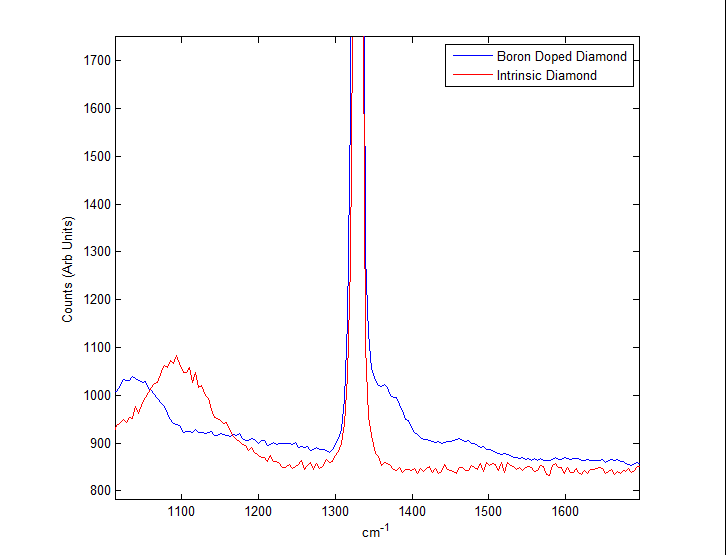 1700
1600
1500
1400
1300
1200
1100
1000
900
800
Counts (Arb Units)
Boron Doped Diamond
Intrinsic Diamond
1100 1200 1300 1400 1500 1600
cm-1